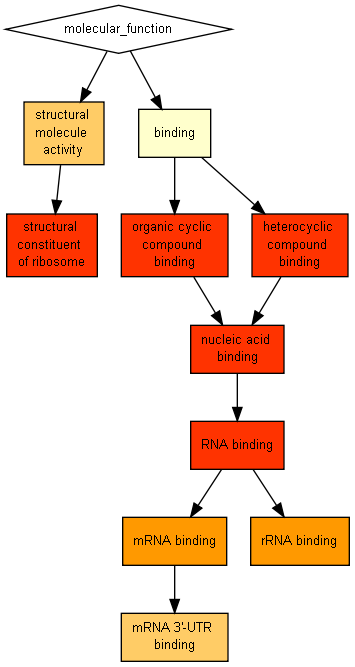 molecular_function
structural
molecule
activity
binding
structural
constituent
of ribosome
organic cyclic
compound
binding
heterocyclic
compound
binding
nucleic acid
binding
RNA binding
mRNA binding
rRNA binding
mRNA 3'-UTR
binding